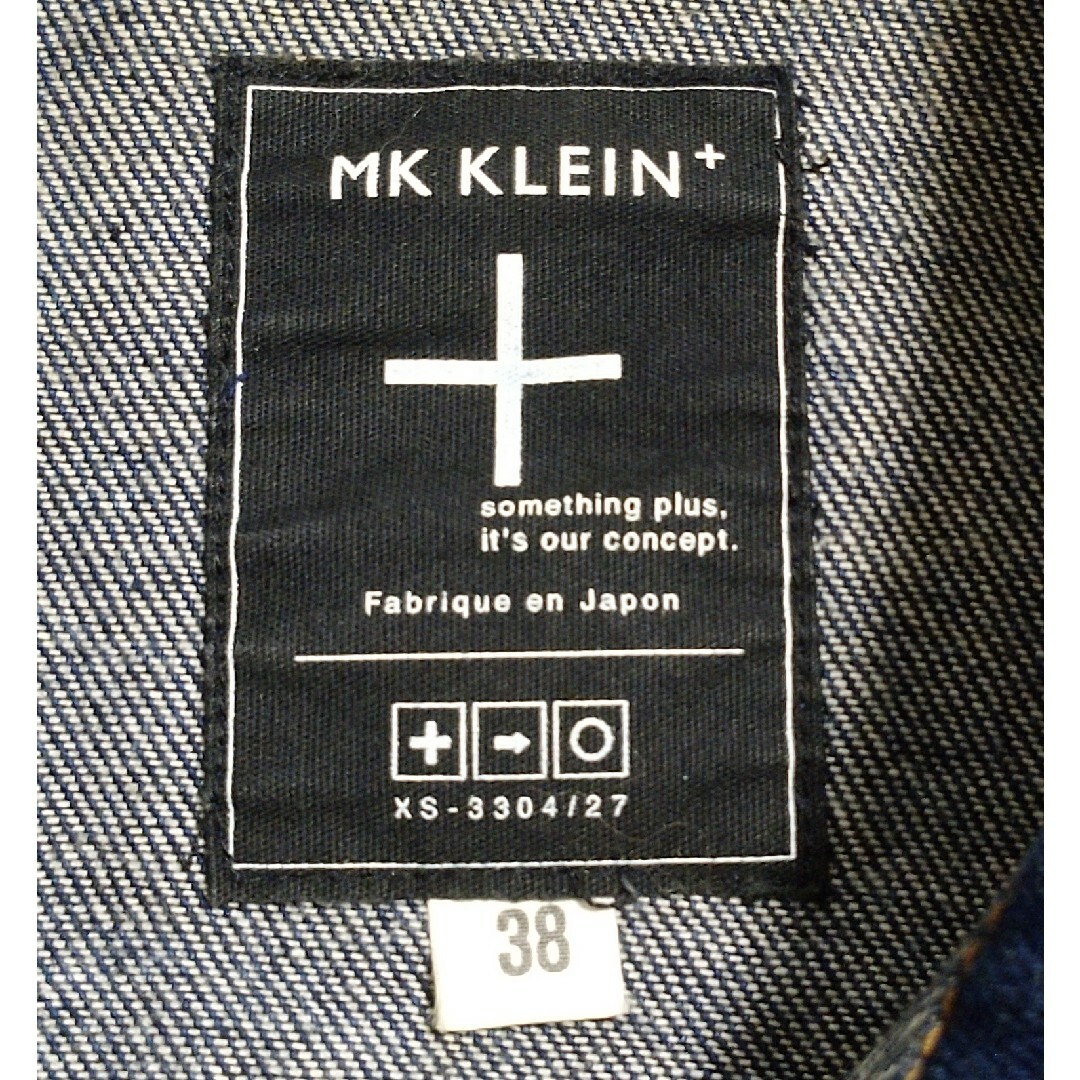 MK KLEIN+
something plus,
it's our concept.
Fabrique en Japon
XS-3304/27
38